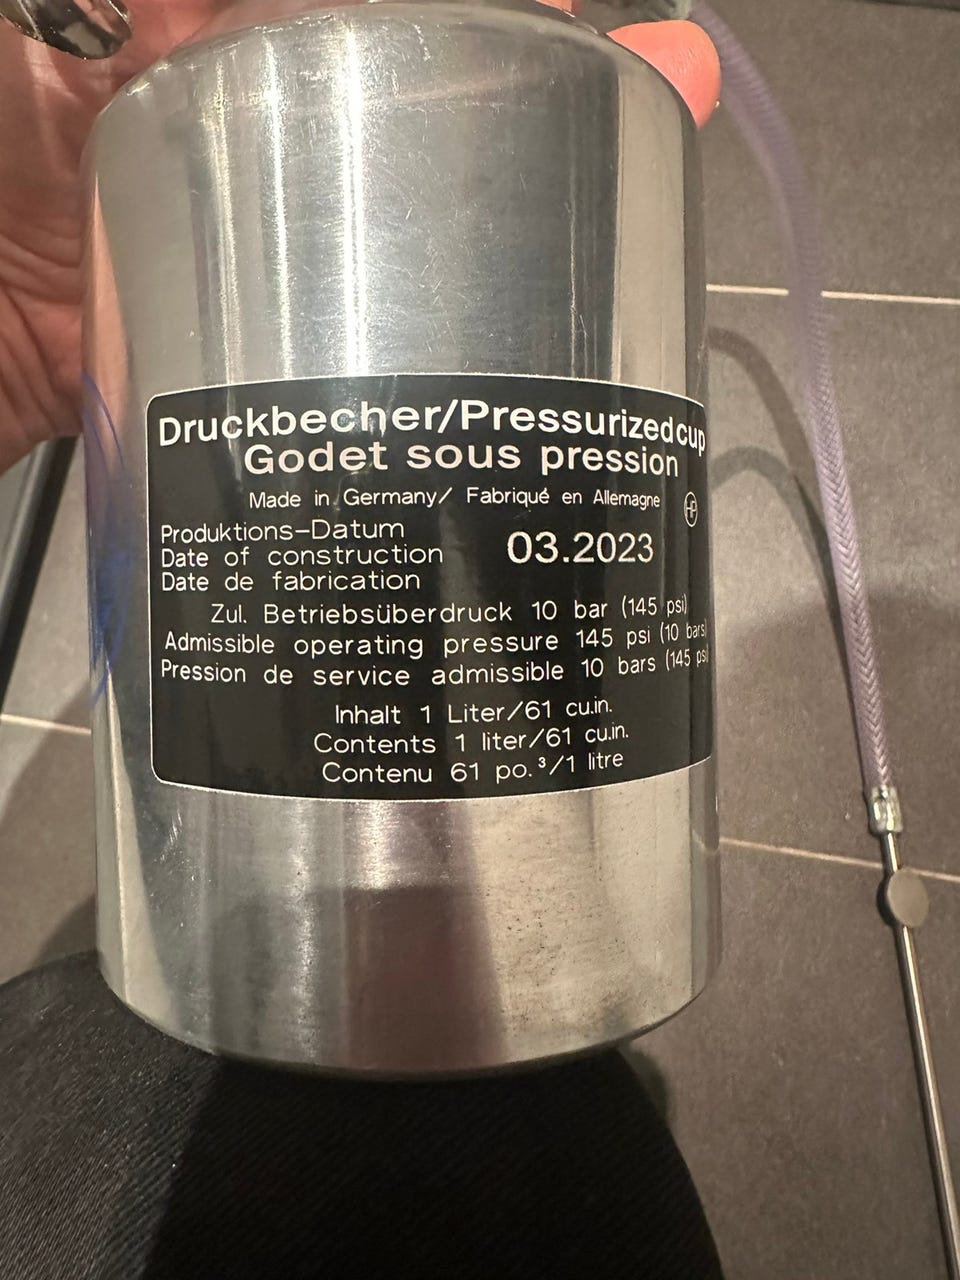 Druckbecher/Pressurizedcup
Godet sous pression
Made in Germany/ Fabriqué en Allemagne HP
Produktions-Datum
Date of construction 03.2023
Date de fabrication
Zul. Betriebsüberdruck 10 bar (145 psi)
Admissible operating pressure 145 psi (10 bars
Pression de service admissible 10 bars (145 psi
Inhalt 1 Liter/61 cu.in.
Contents 1 liter/61 cu.in.
Contenu 61 po.³/1 litre